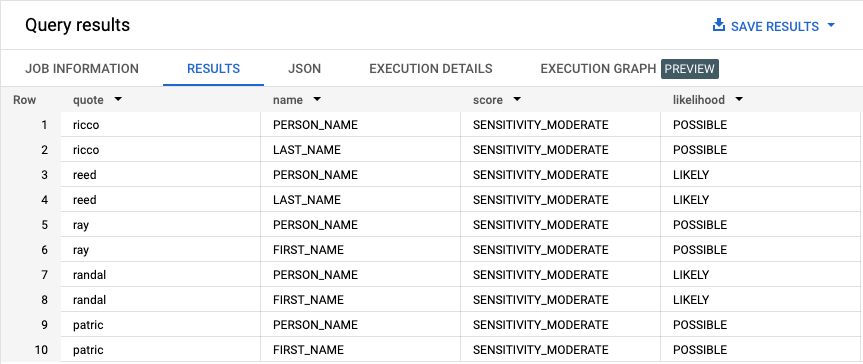 Query results SAVE RESULTS
JOB INFORMATION RESULTS JSON EXECUTION DETAILS EXECUTION GRAPH PREVIEW
Row quote name score likelihood
1 ricco PERSON_NAME SENSITIVITY_MODERATE POSSIBLE
2 ricco LAST_NAME SENSITIVITY_MODERATE POSSIBLE
3 reed PERSON_NAME SENSITIVITY_MODERATE LIKELY
4 reed LAST_NAME SENSITIVITY_MODERATE LIKELY
5 ray PERSON_NAME SENSITIVITY_MODERATE POSSIBLE
6 ray FIRST_NAME SENSITIVITY_MODERATE POSSIBLE
7 randal PERSON_NAME SENSITIVITY_MODERATE LIKELY
8 randal FIRST_NAME SENSITIVITY_MODERATE LIKELY
9 patric PERSON_NAME SENSITIVITY_MODERATE POSSIBLE
10 patric FIRST_NAME SENSITIVITY_MODERATE POSSIBLE